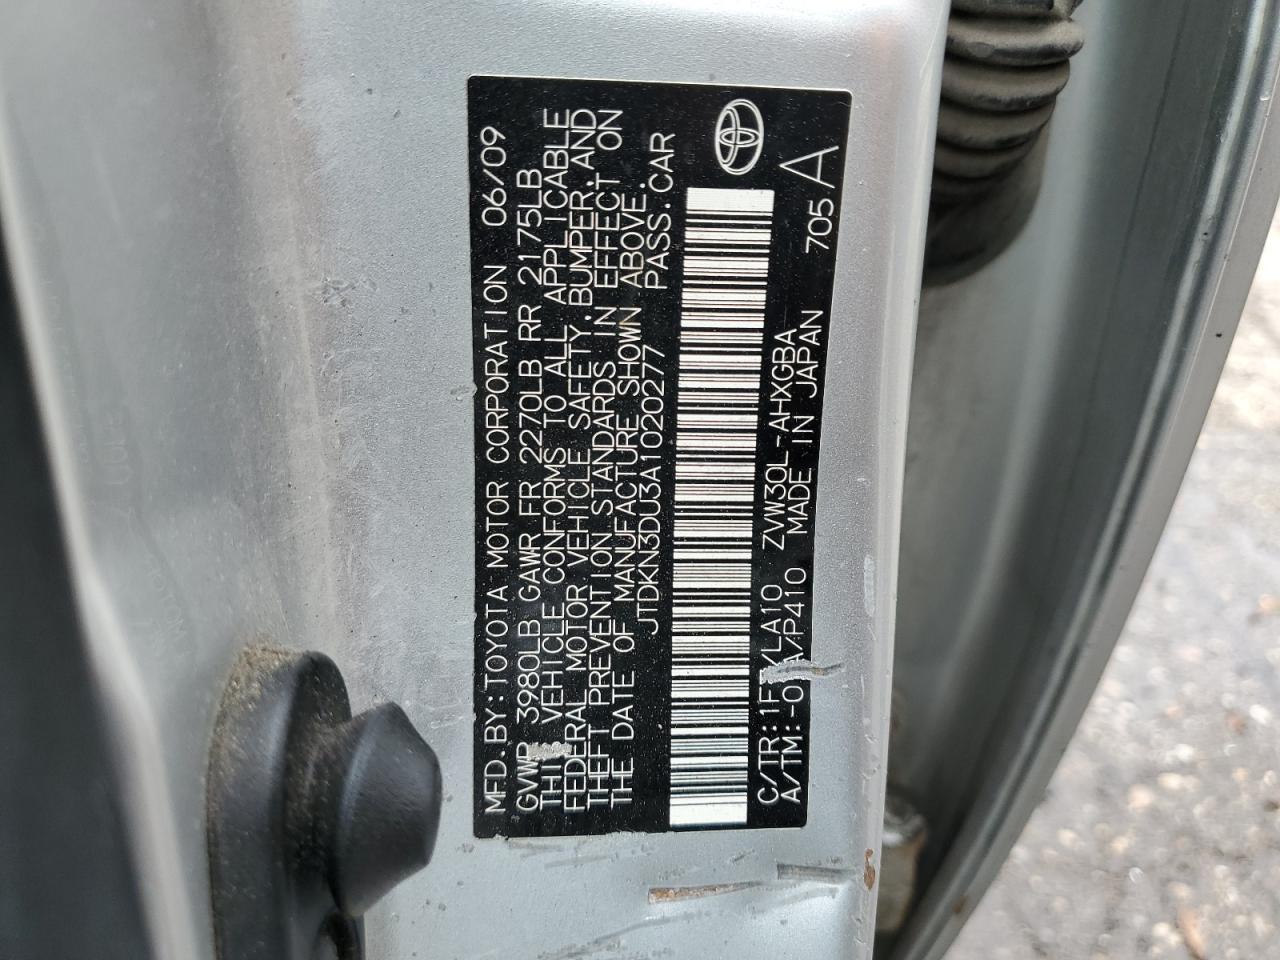 MFD. BY: TOYOTA MOTOR CORPORATION 06/09
GVWR 3980LB GAWR FR 2270LB RR 2175LB
THIS VEHICLE CONFORMS TO ALL APPLICABLE
FEDERAL MOTOR VEHICLE SAFETY, BUMPER, AND
THEFT PREVENTION STANDARDS IN EFFECT ON
THE DATE OF MANUFACTURE SHOWN ABOVE.
JTDKN3DU3A1020277 PASS. CAR
ZVW30L-AHXGBA
P410 MADE IN JAPAN 705 A